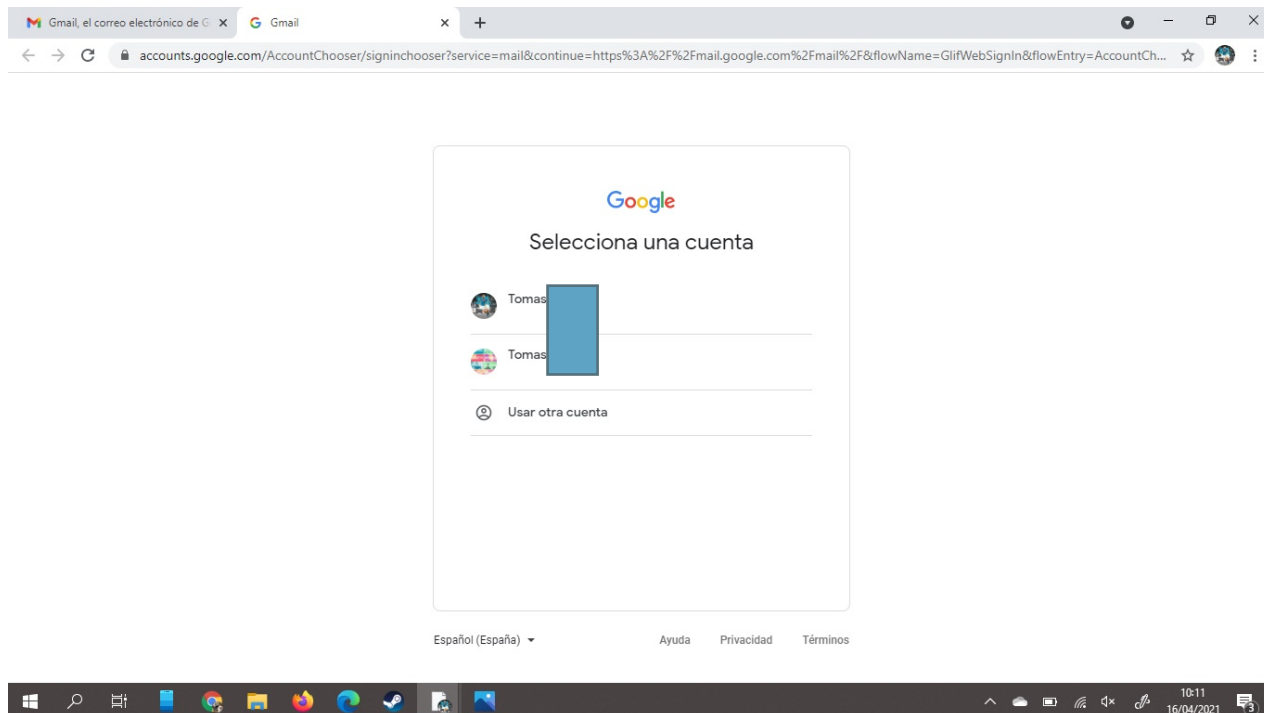 Gmail, el correo electrónico de G
Gmail
accounts.google.com/AccountChooser/signinchooser?service=mail&continue=https%3A%2F%2Fmail.google.com%2Fmail%2F&flowName=GlifWebSignIn&flowEntry=AccountCh...
Google
Selecciona una cuenta
Tomas
Tomas
Usar otra cuenta
Español (España)
Ayuda Privacidad Términos
10:11
16/04/2021
3